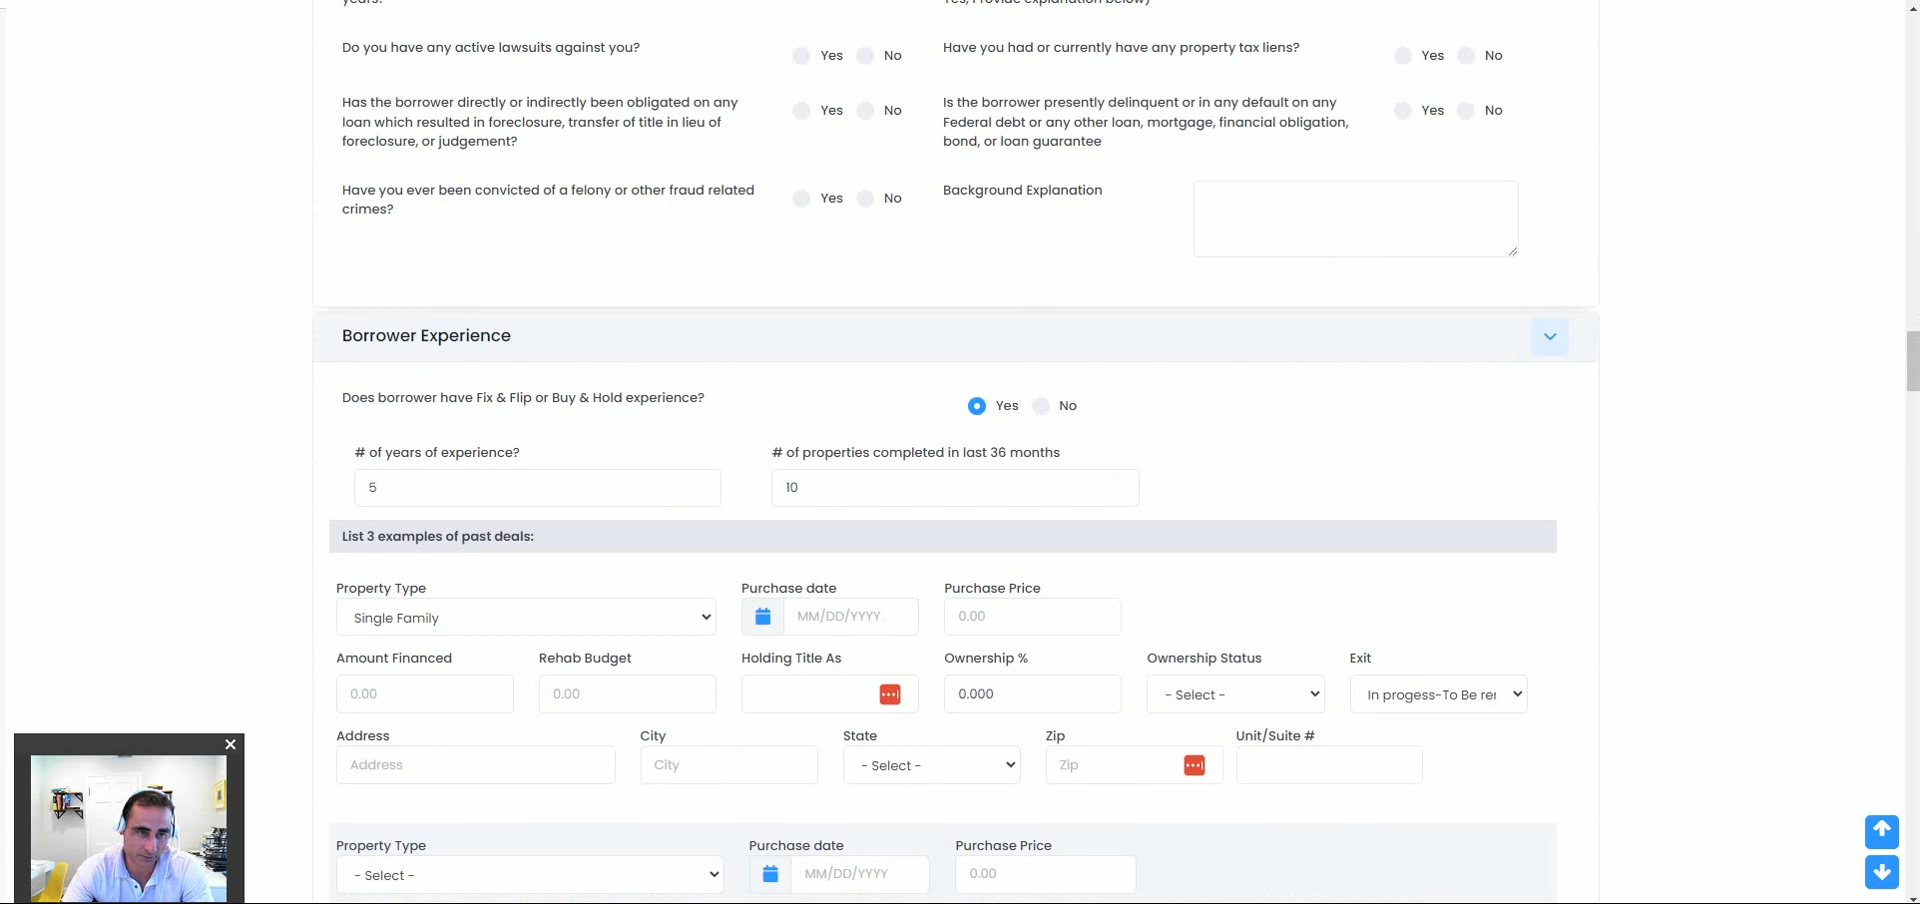 Do you have any active lawsuits against you?
Yes
No
Have you had or currently have any property tax liens?
Yes
No
Has the borrower directly or indirectly been obligated on any
loan which resulted in foreclosure, transfer of title in lieu of
foreclosure, or judgement?
Yes
No
Is the borrower presently delinquent or in any default on any
Federal debt or any other loan, mortgage, financial obligation,
bond, or loan guarantee
Yes
No
Have you ever been convicted of a felony or other fraud related
crimes?
Yes
No
Background Explanation
Borrower Experience
Does borrower have Fix & Flip or Buy & Hold experience?
Yes
No
# of years of experience?
# of properties completed in last 36 months
5
10
List 3 examples of past deals:
Property Type
Purchase date
Purchase Price
Single Family
MM/DD/YYYY
0.00
Amount Financed
Rehab Budget
Holding Title As
Ownership %
Ownership Status
Exit
0.00
0.00
0.000
- Select -
In progess-To Be rer
Address
City
State
Zip
Unit/Suite #
Address
City
- Select -
Zip
Property Type
Purchase date
Purchase Price
- Select -
MM/DD/YYYY
0.00